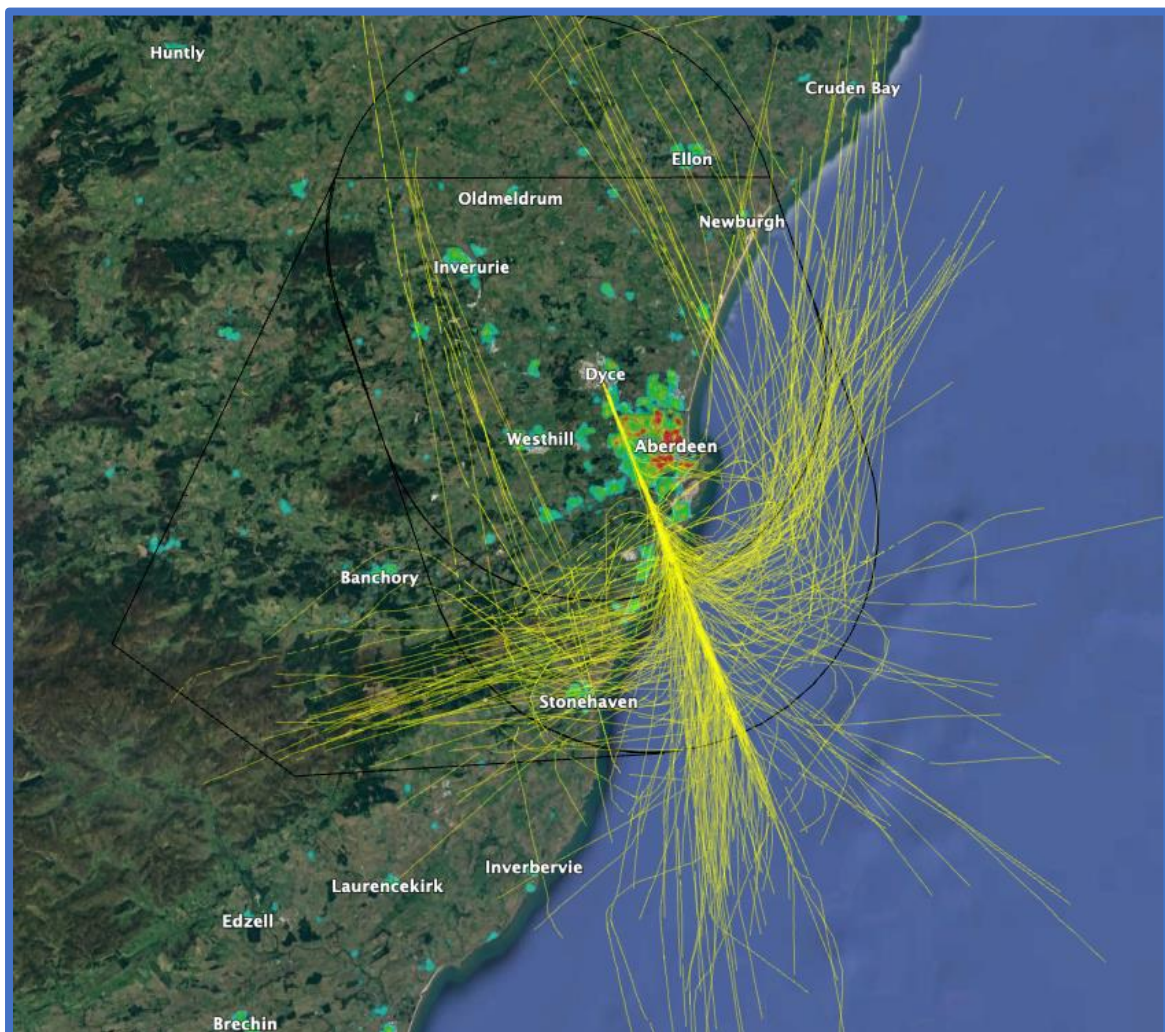 Huntly
Cruden Bay
Ellon
Oldmeldrum
Newburgh
Inverurie
Dyce
Westhill
Aberdeen
Banchory
Stonehaven
Inverbervie
Laurencekirk
Edzell
Brechin